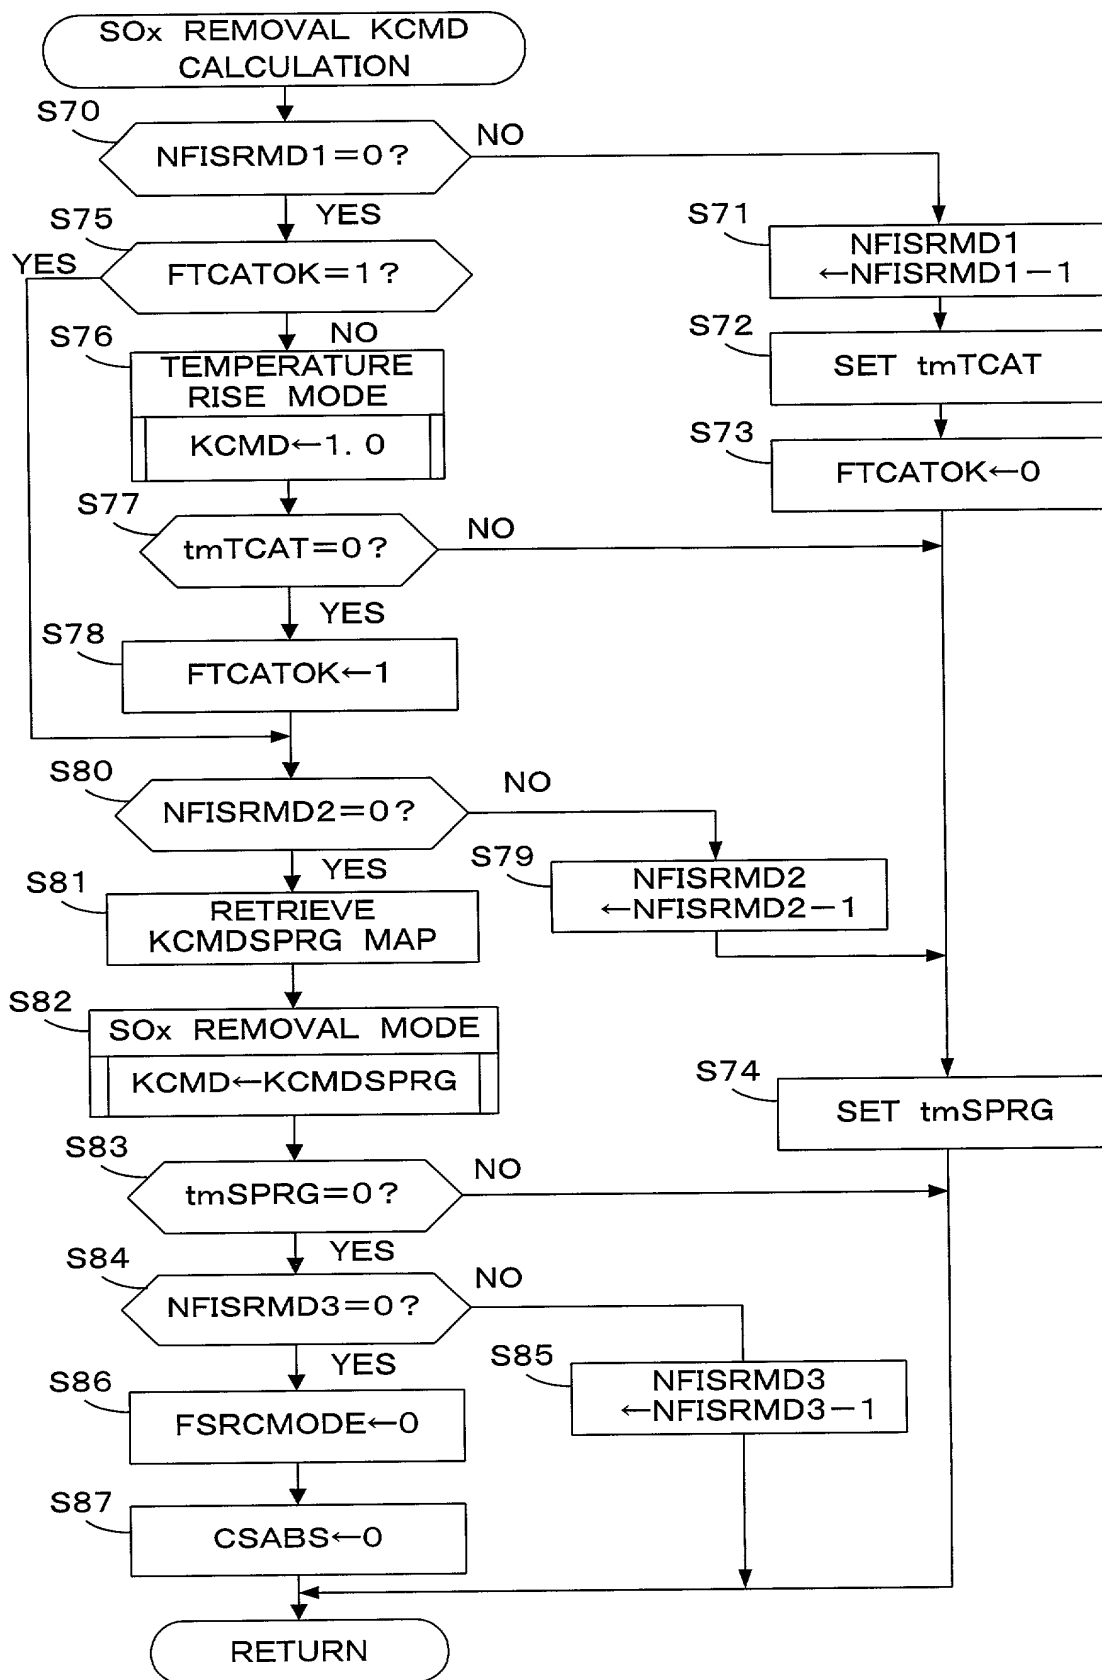 SOx REMOVAL KCMD
CALCULATION
S70
NFISRMD1=0?
NO
YES
S71
NFISRMD1
←NFISRMD1−1
S75
YES
FTCATOK=1?
NO
S72
SET tmTCAT
S76
TEMPERATURE
RISE MODE
KCMD←1.0
S73
FTCATOK←0
S77
tmTCAT=0?
NO
YES
S78
FTCATOK←1
S80
NFISRMD2=0?
NO
YES
S79
NFISRMD2
←NFISRMD2−1
S81
RETRIEVE
KCMDSPRG MAP
S82
SOx REMOVAL MODE
KCMD←KCMDSPRG
S74
SET tmSPRG
S83
tmSPRG=0?
NO
YES
S84
NFISRMD3=0?
NO
YES
S85
NFISRMD3
←NFISRMD3−1
S86
FSRCMODE←0
S87
CSABS←0
RETURN